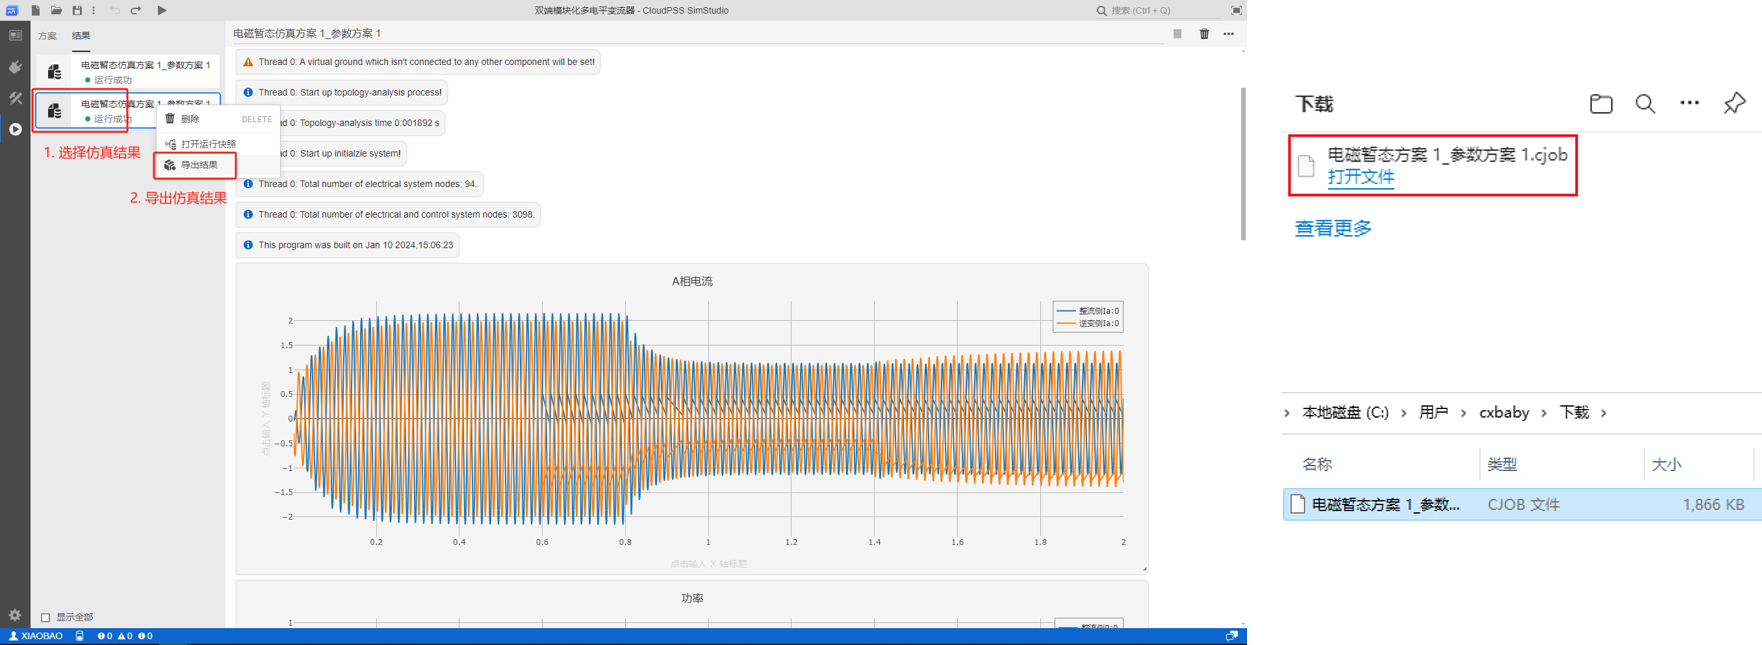 双端模块化多电平变流器 - CloudPSS SimStudio
搜索 (Ctrl + Q)
方案 结果
电磁暂态仿真方案 1_参数方案 1
电磁暂态仿真方案 1_参数方案 1
运行成功
电磁暂态仿真方案 1_参数方案 1
运行成功
删除 DELETE
打开运行快照
导出结果
1. 选择仿真结果
2. 导出仿真结果
Thread 0: A virtual ground which isn't connected to any other component will be set!
Thread 0: Start up topology-analysis process!
d 0: Topology-analysis time 0.001892 s
d 0: Start up initialzie system!
Thread 0: Total number of electrical system nodes: 94.
Thread 0: Total number of electrical and control system nodes: 3098.
This program was built on Jan 10 2024,15:06:23
A相电流
整流侧Ia:0
逆变侧Ia:0
2
1.5
1
0.5
0
−0.5
−1
−1.5
−2
点击输入 Y 轴标题
0.2 0.4 0.6 0.8 1 1.2 1.4 1.6 1.8 2
点击输入 X 轴标题
功率
1
显示全部
XIAOBAO 0 0 0
下载
电磁暂态方案 1_参数方案 1.cjob
打开文件
查看更多
本地磁盘 (C:) 用户 cxbaby 下载
名称 类型 大小
电磁暂态方案 1_参数... CJOB 文件 1,866 KB